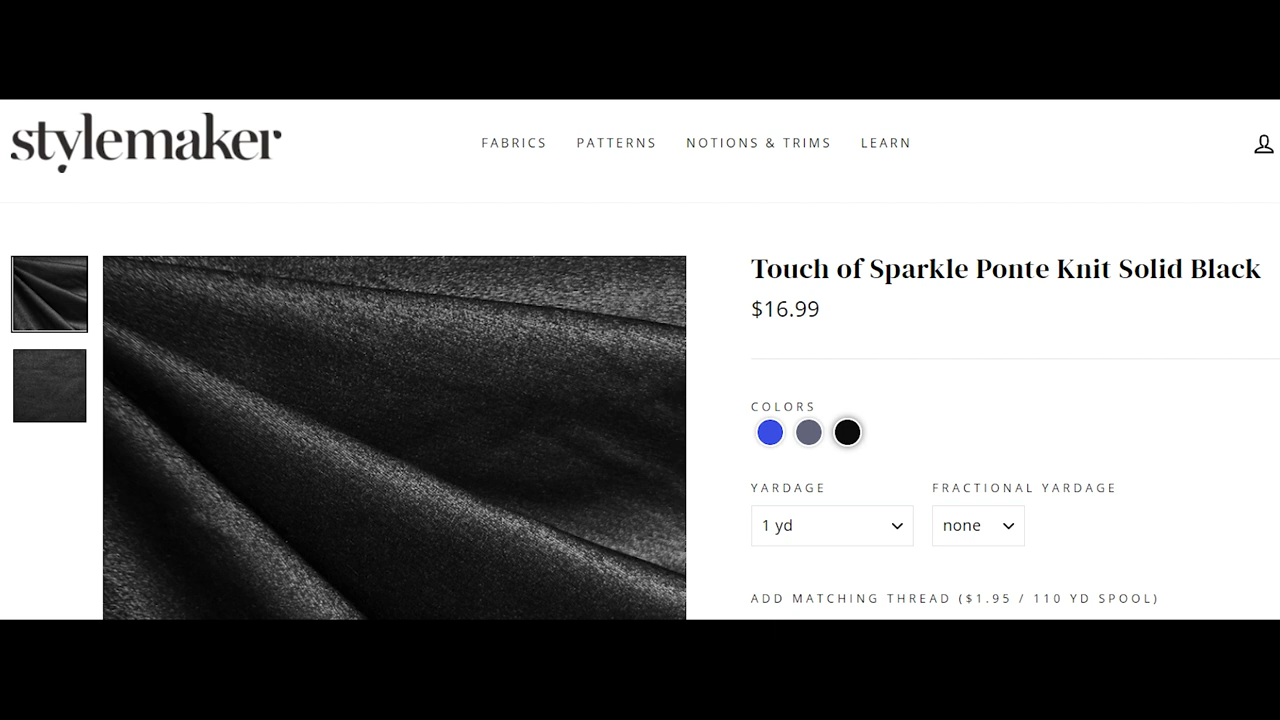 stylemaker
FABRICS PATTERNS NOTIONS & TRIMS LEARN
Touch of Sparkle Ponte Knit Solid Black
$16.99
COLORS
YARDAGE FRACTIONAL YARDAGE
1 yd none
ADD MATCHING THREAD ($1.95 / 110 YD SPOOL)